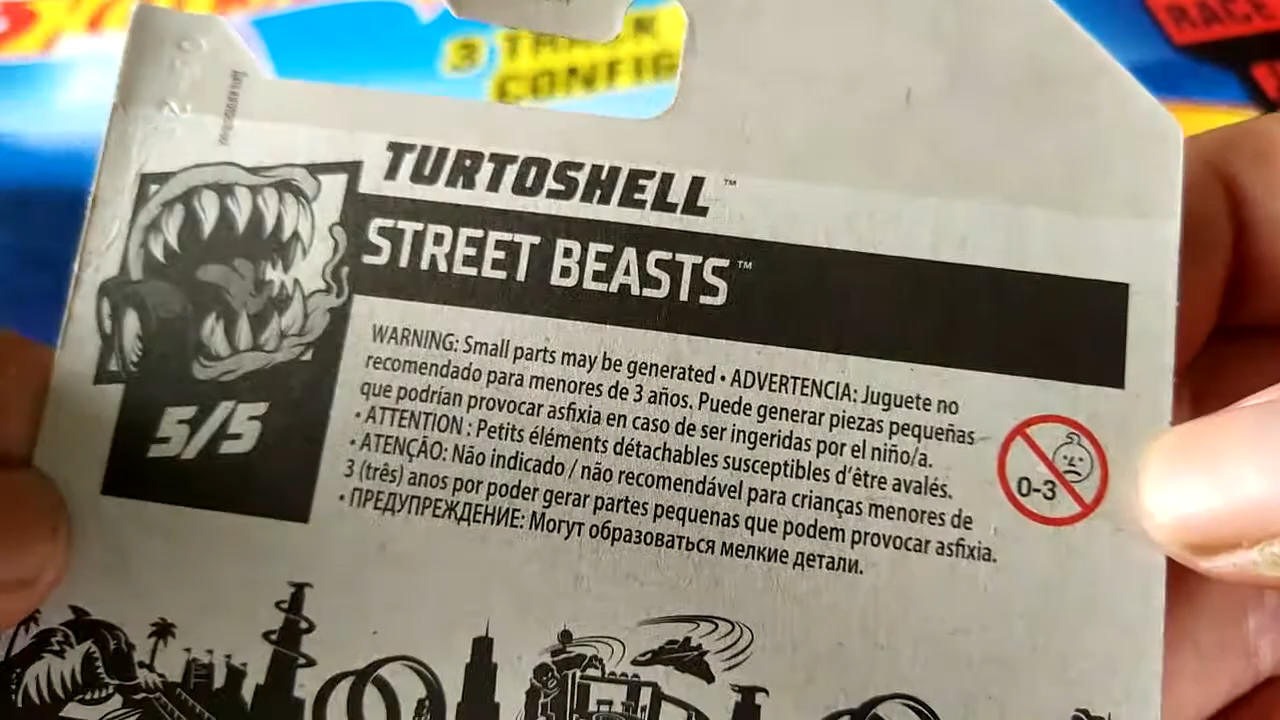 RACE
3 TRACK
CONFIG
TURTOSHELL™
STREET BEASTS™
5/5
WARNING: Small parts may be generated • ADVERTENCIA: Juguete no
recomendado para menores de 3 años. Puede generar piezas pequeñas
que podrían provocar asfixia en caso de ser ingeridas por el niño/a.
• ATTENTION : Petits éléments détachables susceptibles d'être avalés.
• ATENÇÃO: Não indicado / não recomendável para crianças menores de
3 (três) anos por poder gerar partes pequenas que podem provocar asfixia.
• ПРЕДУПРЕЖДЕНИЕ: Могут образоваться мелкие детали.
0-3